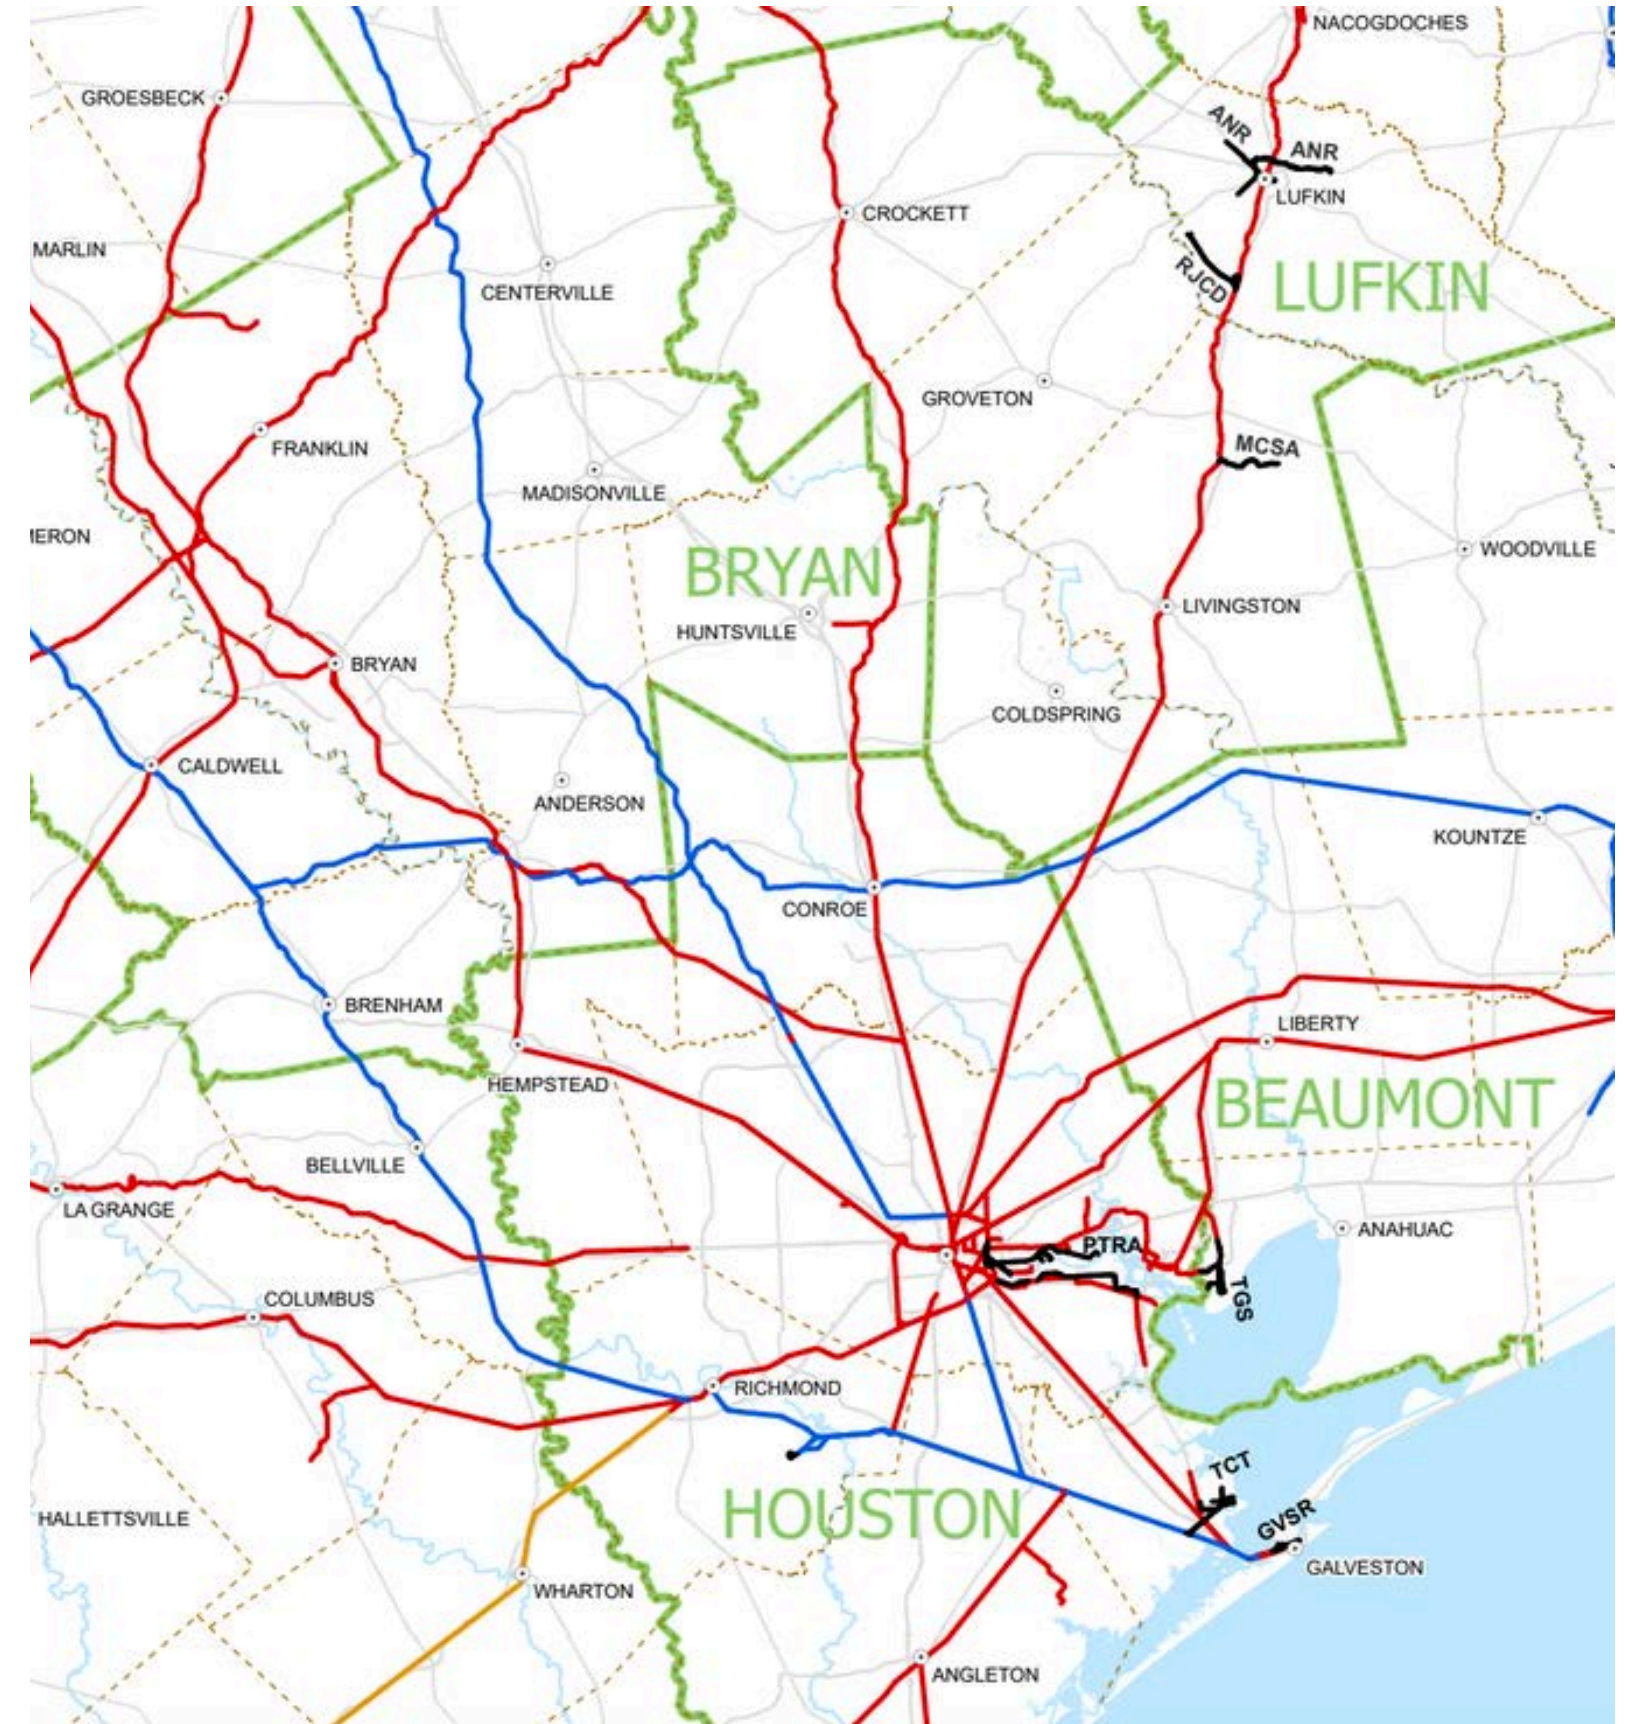 NACOGDOCHES
GROESBECK
ANR
ANR
LUFKIN
CROCKETT
MARLIN
CENTERVILLE
RJCD
LUFKIN
GROVETON
FRANKLIN
MCSA
MADISONVILLE
MERON
WOODVILLE
BRYAN
HUNTSVILLE
LIVINGSTON
BRYAN
COLDSPRING
CALDWELL
ANDERSON
KOUNTZE
CONROE
BRENHAM
LIBERTY
HEMPSTEAD
BEAUMONT
BELLVILLE
LA GRANGE
ANAHUAC
PTRA
TGS
COLUMBUS
RICHMOND
TCT
HOUSTON
HALLETTSVILLE
GVSR
GALVESTON
WHARTON
ANGLETON